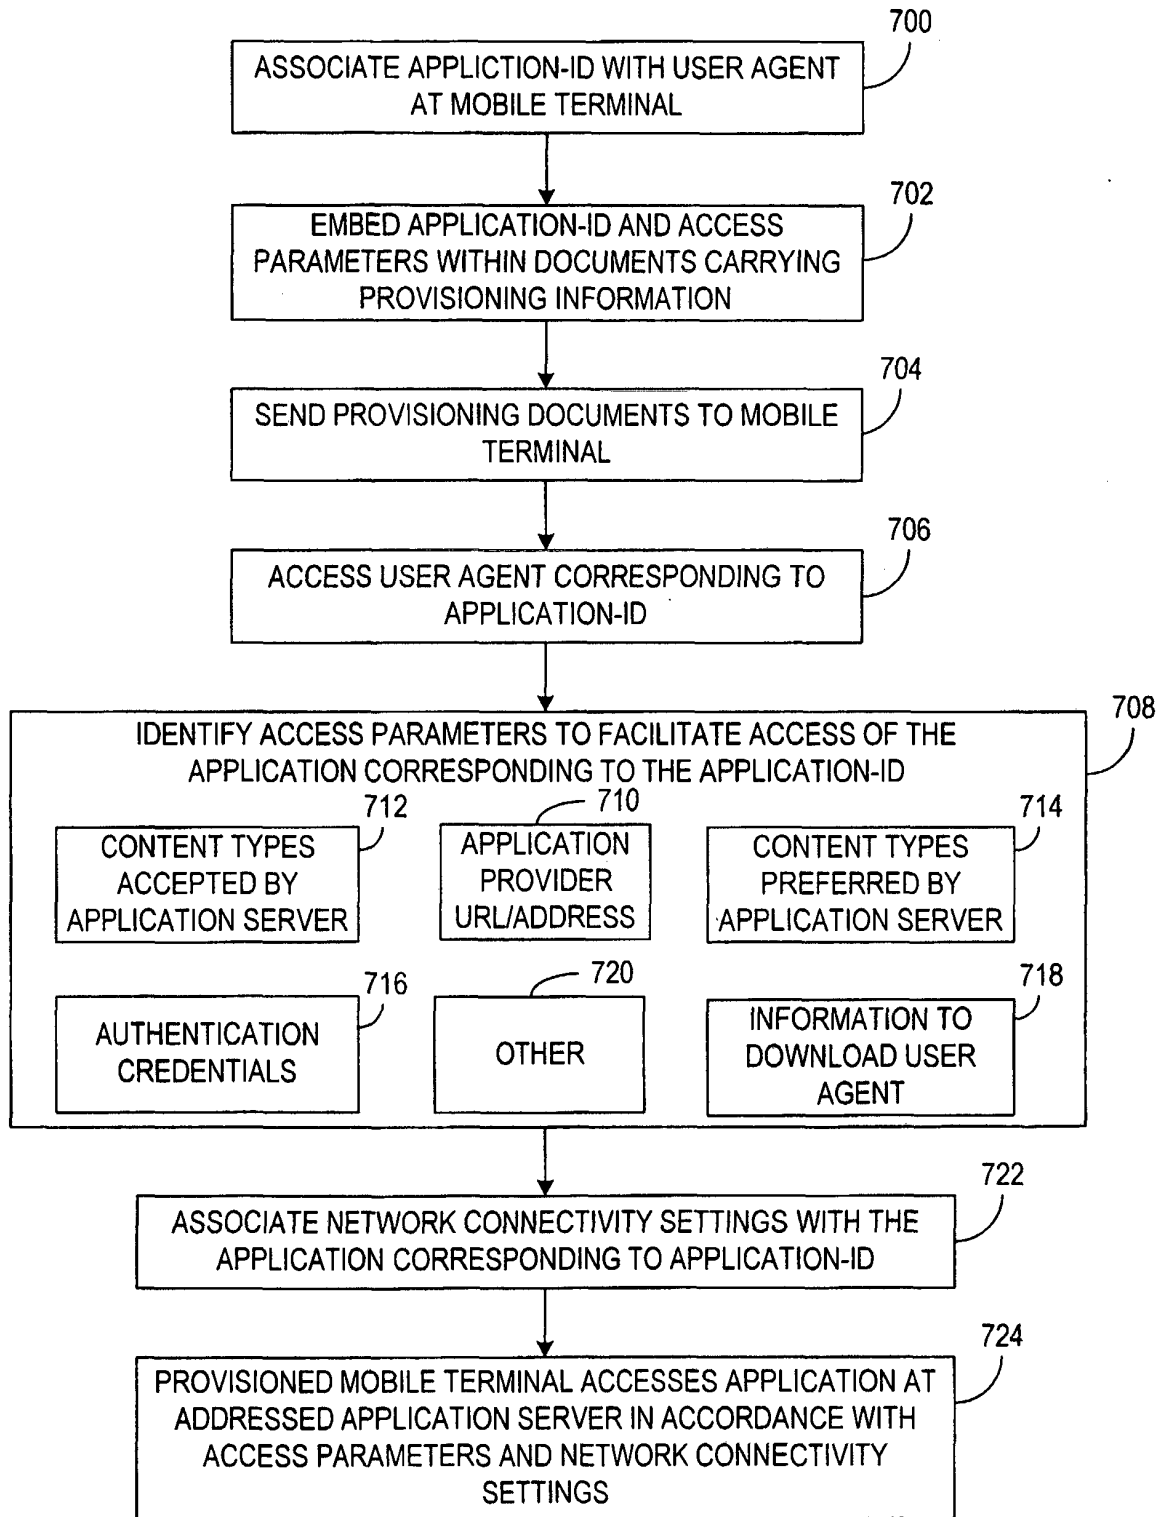 700
ASSOCIATE APPLICTION-ID WITH USER AGENT
AT MOBILE TERMINAL
702
EMBED APPLICATION-ID AND ACCESS
PARAMETERS WITHIN DOCUMENTS CARRYING
PROVISIONING INFORMATION
704
SEND PROVISIONING DOCUMENTS TO MOBILE
TERMINAL
706
ACCESS USER AGENT CORRESPONDING TO
APPLICATION-ID
708
IDENTIFY ACCESS PARAMETERS TO FACILITATE ACCESS OF THE
APPLICATION CORRESPONDING TO THE APPLICATION-ID
712
CONTENT TYPES
ACCEPTED BY
APPLICATION SERVER
710
APPLICATION
PROVIDER
URL/ADDRESS
714
CONTENT TYPES
PREFERRED BY
APPLICATION SERVER
716
AUTHENTICATION
CREDENTIALS
720
OTHER
718
INFORMATION TO
DOWNLOAD USER
AGENT
722
ASSOCIATE NETWORK CONNECTIVITY SETTINGS WITH THE
APPLICATION CORRESPONDING TO APPLICATION-ID
724
PROVISIONED MOBILE TERMINAL ACCESSES APPLICATION AT
ADDRESSED APPLICATION SERVER IN ACCORDANCE WITH
ACCESS PARAMETERS AND NETWORK CONNECTIVITY
SETTINGS